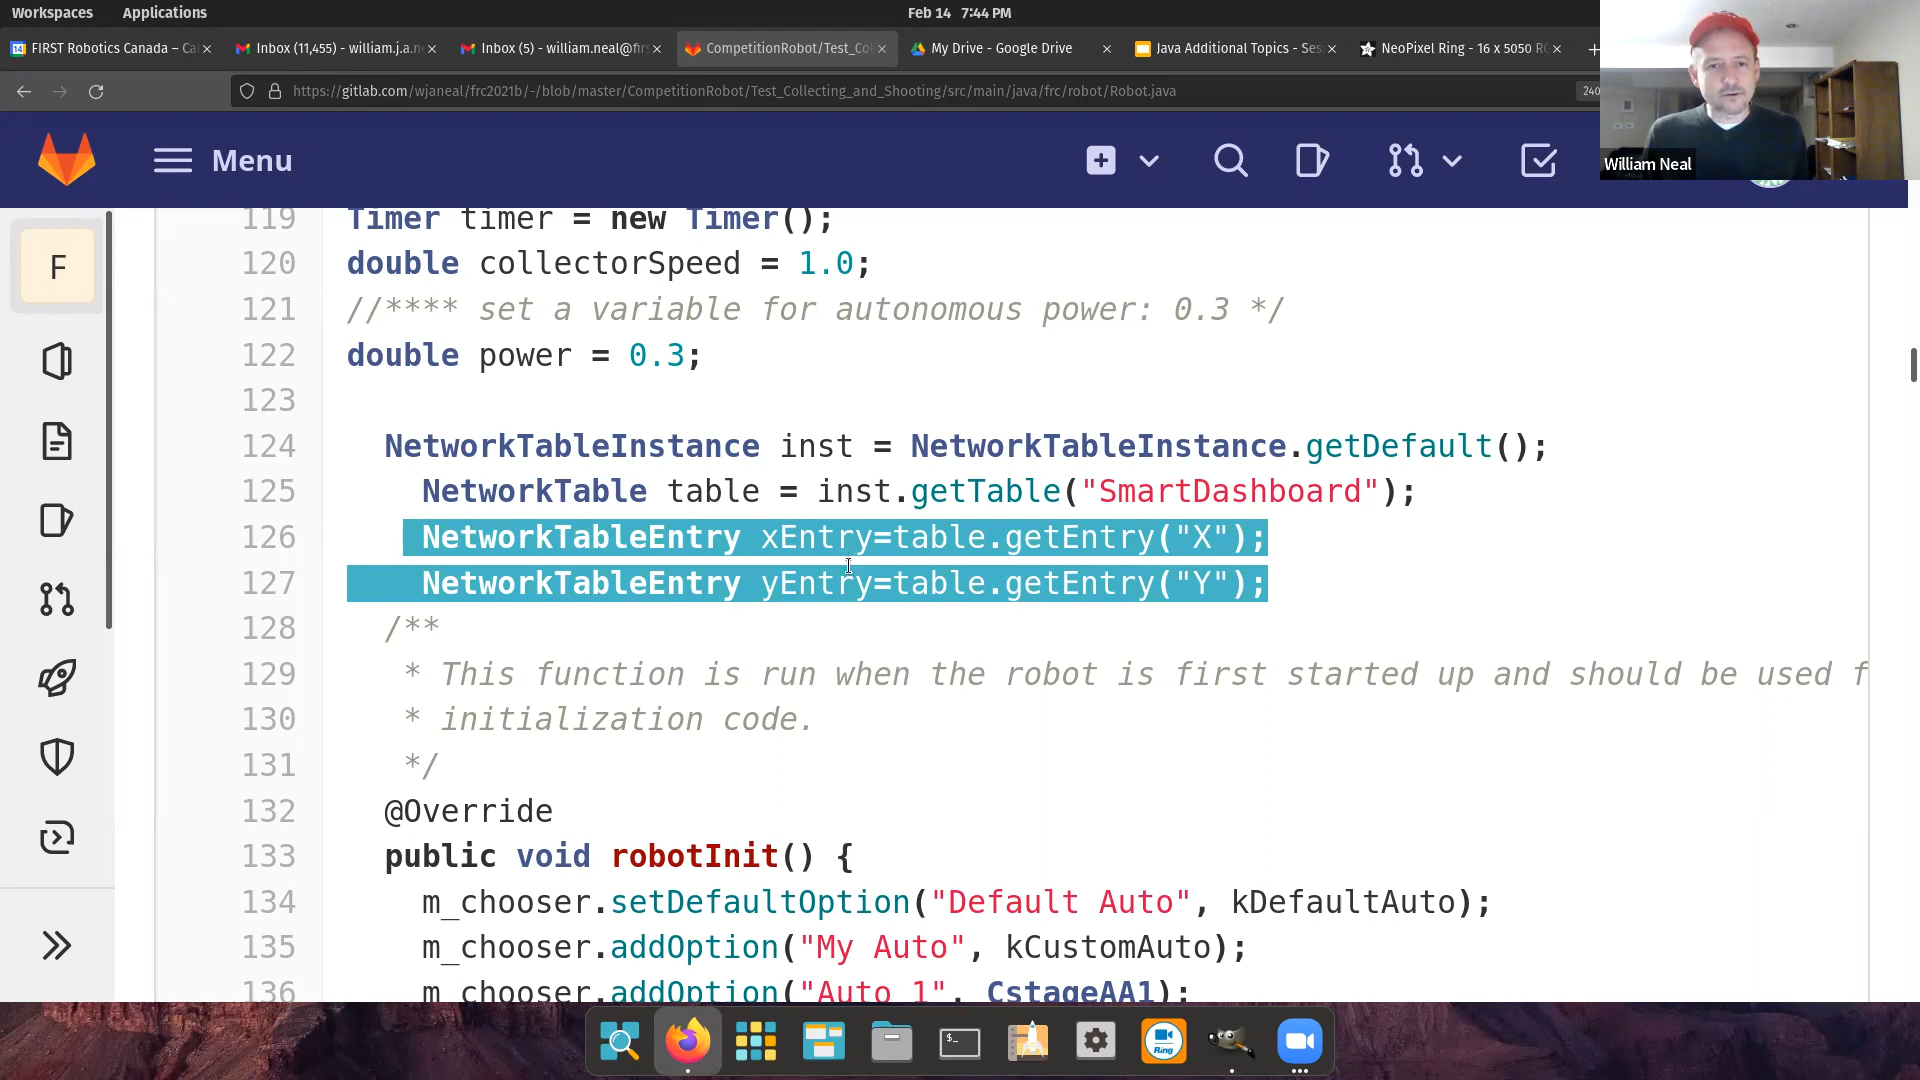 Workspaces Applications Feb 14 7:44 PM
FIRST Robotics Canada – Ca Inbox (11,455) - william.j.a.n Inbox (5) - william.neal@fir CompetitionRobot/Test_Co My Drive - Google Drive Java Additional Topics - Ses NeoPixel Ring - 16 x 5050 RG
https://gitlab.com/wjaneal/frc2021b/-/blob/master/CompetitionRobot/Test_Collecting_and_Shooting/src/main/java/frc/robot/Robot.java 240
William Neal
Menu
F
119 Timer timer = new Timer();
120 double collectorSpeed = 1.0;
121 //**** set a variable for autonomous power: 0.3 */
122 double power = 0.3;
123
124 NetworkTableInstance inst = NetworkTableInstance.getDefault();
125 NetworkTable table = inst.getTable("SmartDashboard");
126 NetworkTableEntry xEntry=table.getEntry("X");
127 NetworkTableEntry yEntry=table.getEntry("Y");
128 /**
129 * This function is run when the robot is first started up and should be used f
130 * initialization code.
131 */
132 @Override
133 public void robotInit() {
134 m_chooser.setDefaultOption("Default Auto", kDefaultAuto);
135 m_chooser.addOption("My Auto", kCustomAuto);
136 m_chooser.addOption("Auto 1", CstageAA1);
Ring